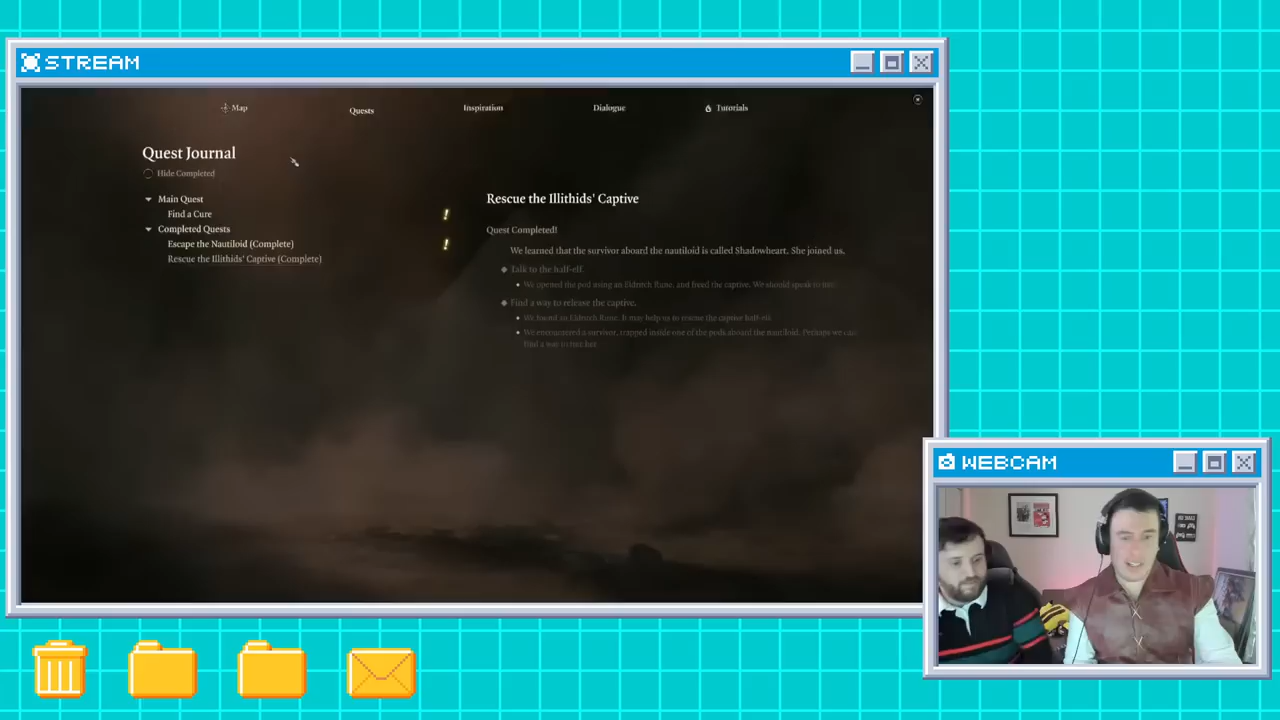 STREAM
Map
Quests
Inspiration
Dialogue
Tutorials
Quest Journal
Hide Completed
Main Quest
Find a Cure
Completed Quests
Escape the Nautiloid (Complete)
Rescue the Illithids' Captive (Complete)
!
!
Rescue the Illithids' Captive
Quest Completed!
We learned that the survivor aboard the nautiloid is called Shadowheart. She joined us.
Talk to the half-elf.
We opened the pod using an Eldritch Rune, and freed the captive. We should speak to
Find a way to release the captive.
We found an Eldritch Rune. It may help us to rescue the captive half-elf.
We encountered a survivor, trapped inside one of the pods aboard the nautiloid. Perhaps we can
find a way to free her.
WEBCAM